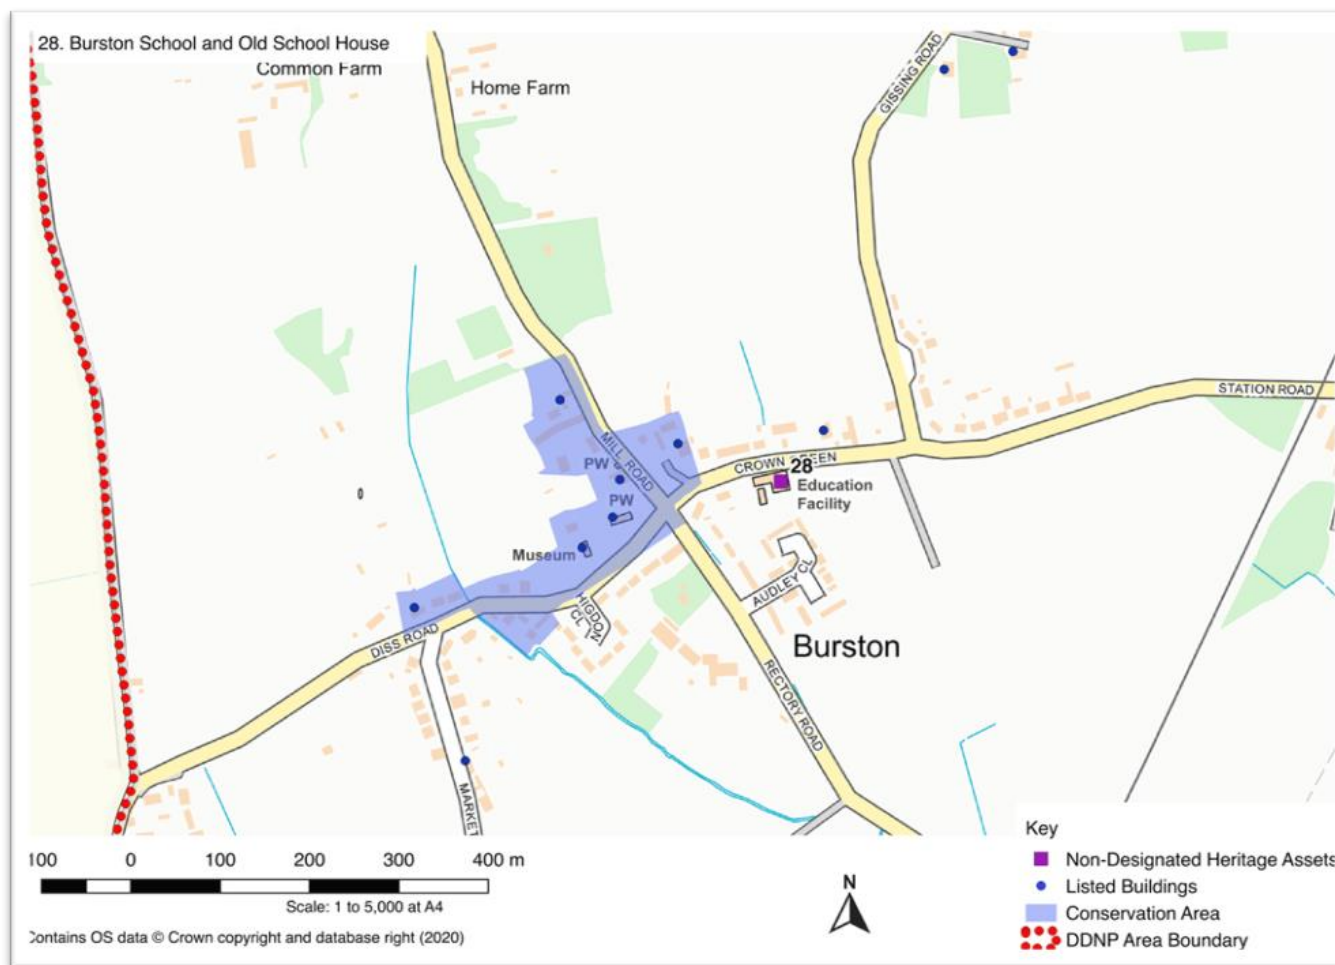 28. Burston School and Old School House
Common Farm
Home Farm
GISSING ROAD
STATION ROAD
MILL ROAD
CROWN GREEN
PW
28
Education
Facility
PW
Museum
AUDLEY CL
HIGDON
CL
DISS ROAD
Burston
RECTORY ROAD
MARKET
Key
Non-Designated Heritage Assets
Listed Buildings
Conservation Area
DDNP Area Boundary
100 0 100 200 300 400 m
Scale: 1 to 5,000 at A4
N
Contains OS data © Crown copyright and database right (2020)